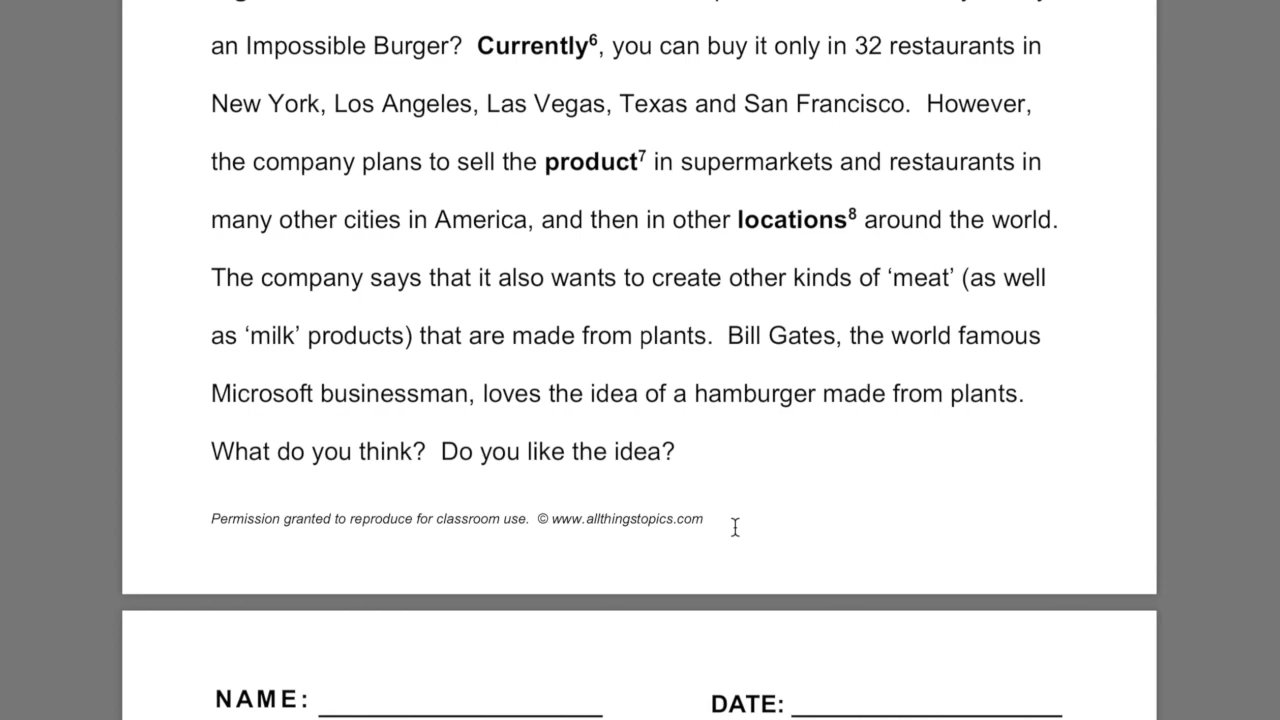 an Impossible Burger?  Currently⁶, you can buy it only in 32 restaurants in
New York, Los Angeles, Las Vegas, Texas and San Francisco.  However,
the company plans to sell the product⁷ in supermarkets and restaurants in
many other cities in America, and then in other locations⁸ around the world.
The company says that it also wants to create other kinds of ‘meat’ (as well
as ‘milk’ products) that are made from plants.  Bill Gates, the world famous
Microsoft businessman, loves the idea of a hamburger made from plants.
What do you think?  Do you like the idea?
Permission granted to reproduce for classroom use.  © www.allthingstopics.com
NAME: DATE: